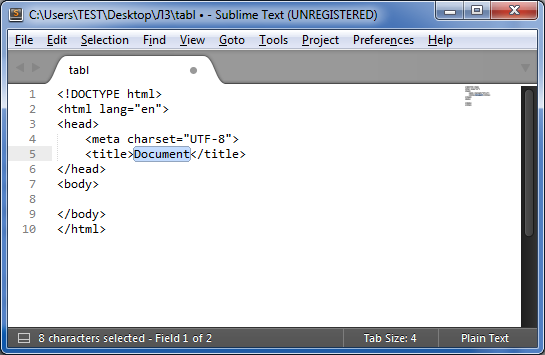 C:\Users\TEST\Desktop\ЛЗ\tabl • - Sublime Text (UNREGISTERED)
File Edit Selection Find View Goto Tools Project Preferences Help
tabl
1 <!DOCTYPE html>
2 <html lang="en">
3 <head>
4     <meta charset="UTF-8">
5     <title>Document</title>
6 </head>
7 <body>
8
9 </body>
10 </html>
8 characters selected - Field 1 of 2 Tab Size: 4 Plain Text